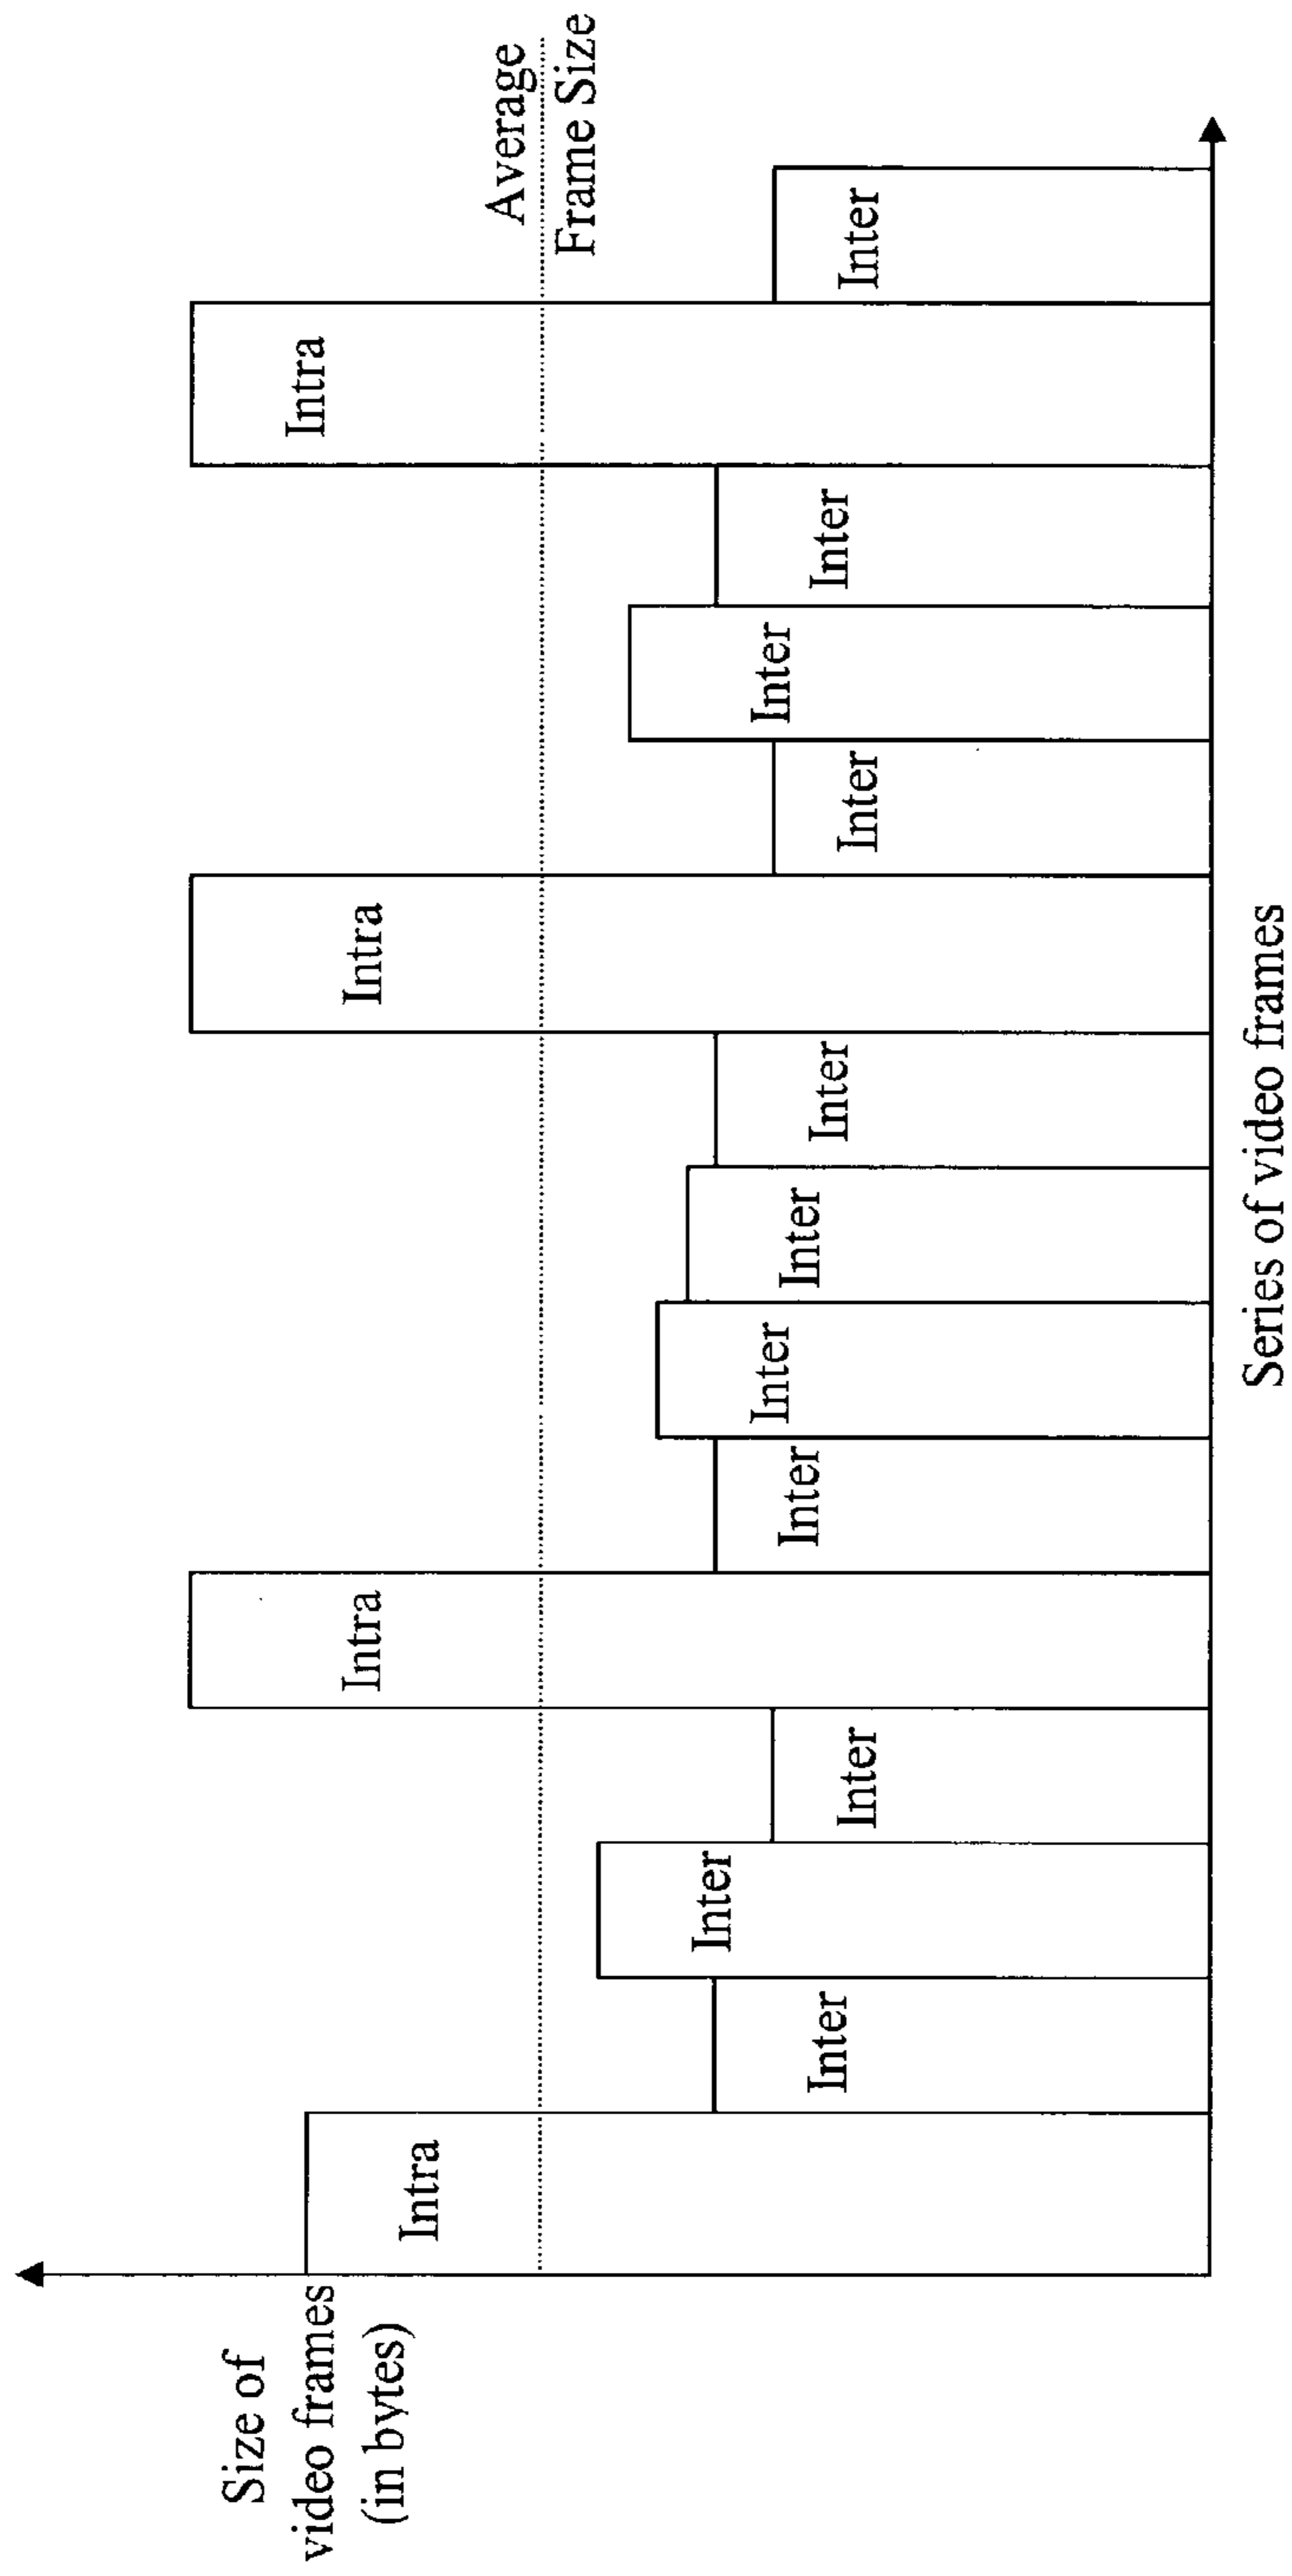 Size of
video frames
(in bytes)
Intra
Inter
Inter
Inter
Intra
Inter
Inter
Inter
Inter
Intra
Inter
Inter
Inter
Intra
Inter
Average
Frame Size
Series of video frames